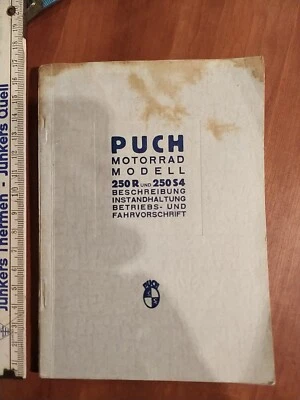 PUCH
MOTORRAD
MODELL
250 R UND 250 S4
BESCHREIBUNG
INSTANDHALTUNG
BETRIEBS- UND
FAHRVORSCHRIFT
Junkers Thermen - Junkers Quell